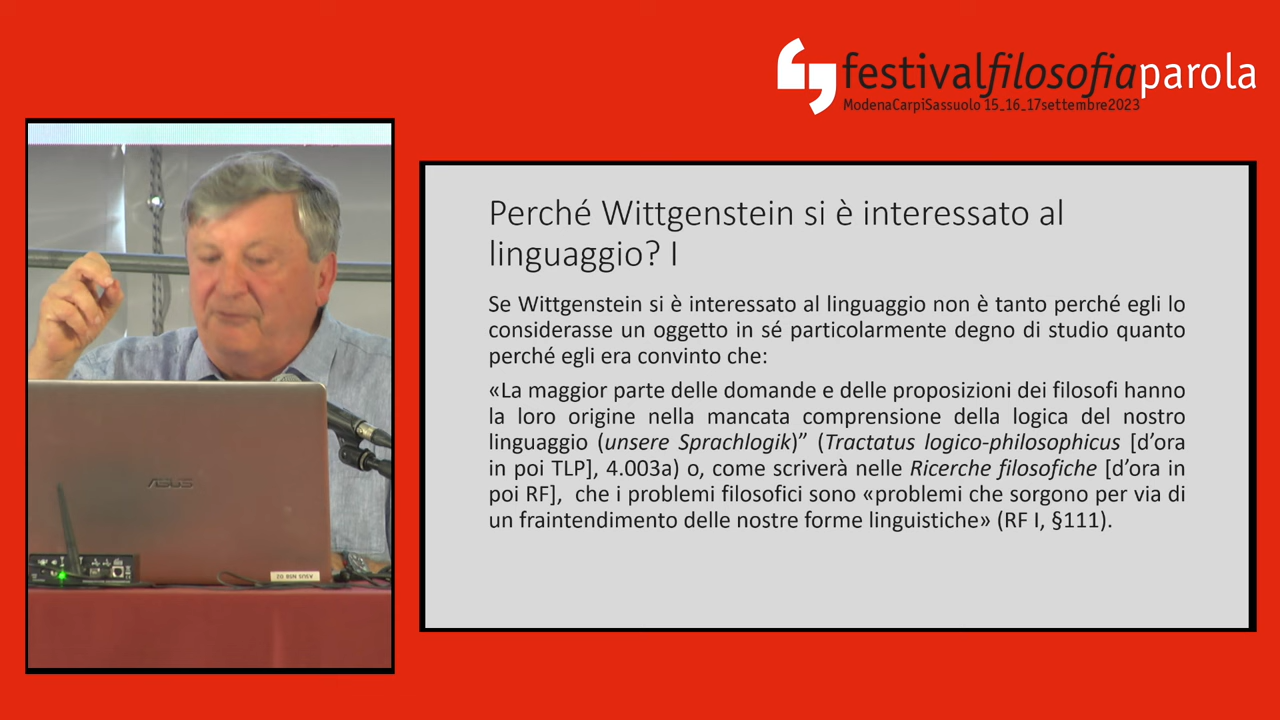 festivalfilosofiaparola
ModenaCarpiSassuolo 15_16_17settembre2023
Perché Wittgenstein si è interessato al
linguaggio? I
Se Wittgenstein si è interessato al linguaggio non è tanto perché egli lo
considerasse un oggetto in sé particolarmente degno di studio quanto
perché egli era convinto che:
«La maggior parte delle domande e delle proposizioni dei filosofi hanno
la loro origine nella mancata comprensione della logica del nostro
linguaggio (unsere Sprachlogik)” (Tractatus logico-philosophicus [d’ora
in poi TLP], 4.003a) o, come scriverà nelle Ricerche filosofiche [d’ora in
poi RF], che i problemi filosofici sono «problemi che sorgono per via di
un fraintendimento delle nostre forme linguistiche» (RF I, §111).
ASUS